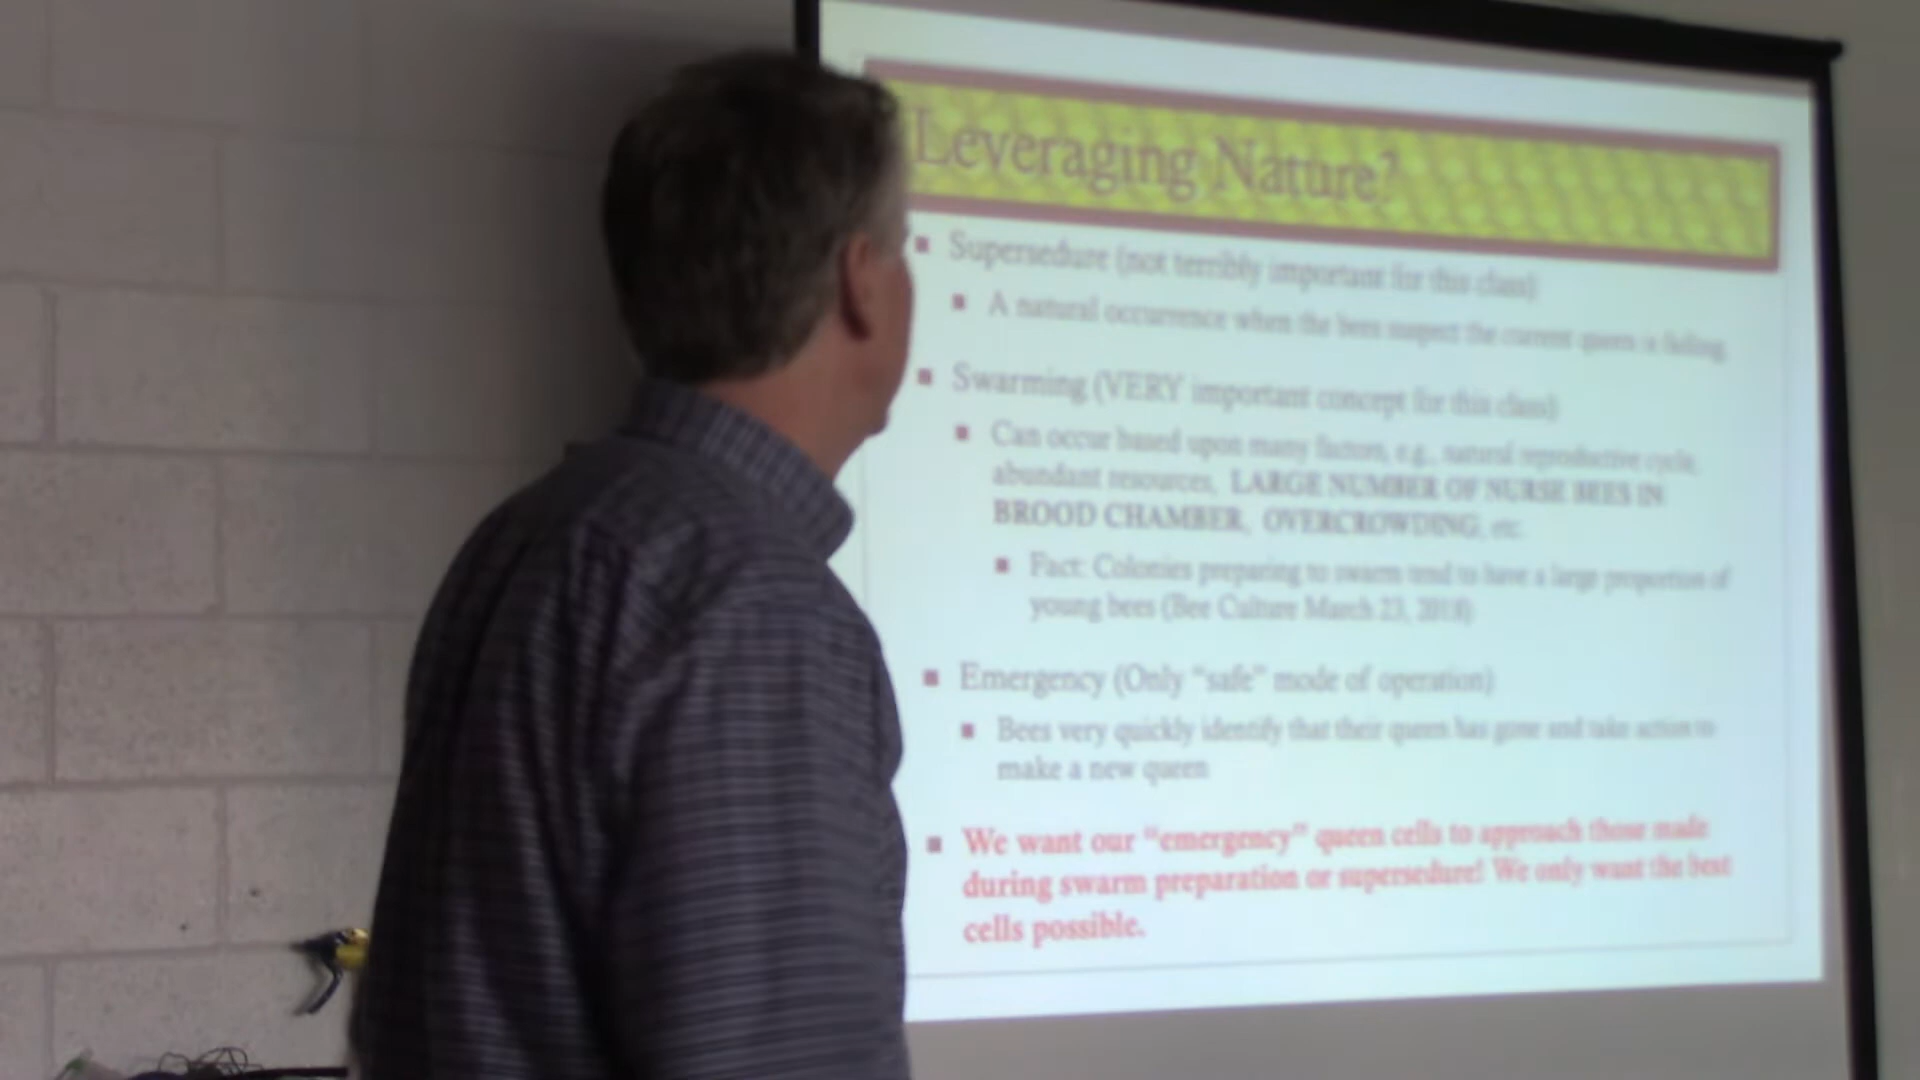 Leveraging Nature?
Supersedure (not terribly important for this class)
A natural occurrence when the bees suspect the current queen is failing.
Swarming (VERY important concept for this class)
Can occur based upon many factors, e.g., natural reproductive cycle,
abundant resources, LARGE NUMBER OF NURSE BEES IN
BROOD CHAMBER, OVERCROWDING, etc.
Fact: Colonies preparing to swarm tend to have a large proportion of
young bees (Bee Culture March 23, 2018)
Emergency (Only “safe” mode of operation)
Bees very quickly identify that their queen has gone and take action to
make a new queen
We want our “emergency” queen cells to approach those made
during swarm preparation or supersedure! We only want the best
cells possible.